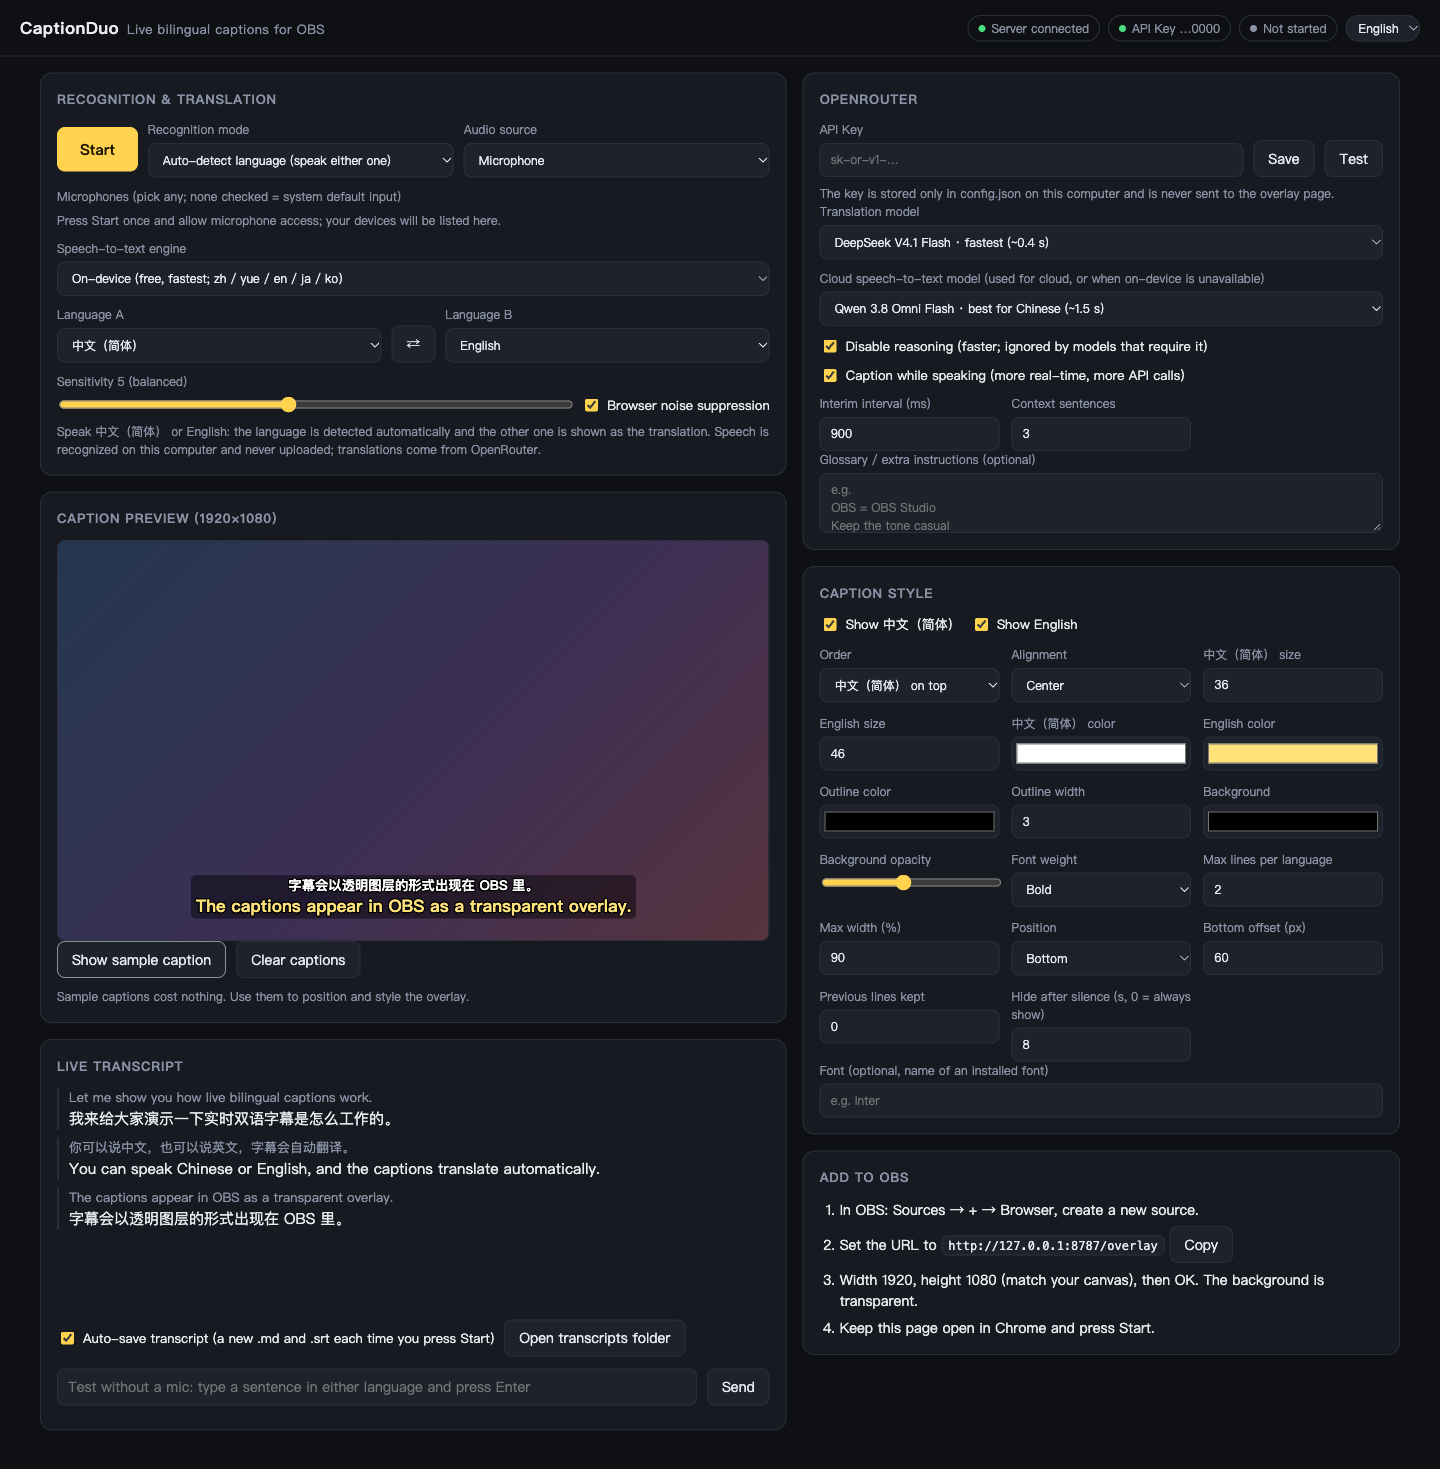 CaptionDuo Live bilingual captions for OBS
Server connected
API Key ...0000
Not started
English
RECOGNITION & TRANSLATION
Start
Recognition mode
Auto-detect language (speak either one)
Audio source
Microphone
Microphones (pick any; none checked = system default input)
Press Start once and allow microphone access; your devices will be listed here.
Speech-to-text engine
On-device (free, fastest; zh / yue / en / ja / ko)
Language A
中文（简体）
⇄
Language B
English
Sensitivity 5 (balanced)
Browser noise suppression
Speak 中文（简体） or English: the language is detected automatically and the other one is shown as the translation. Speech is
recognized on this computer and never uploaded; translations come from OpenRouter.
CAPTION PREVIEW (1920×1080)
字幕会以透明图层的形式出现在 OBS 里。
The captions appear in OBS as a transparent overlay.
Show sample caption
Clear captions
Sample captions cost nothing. Use them to position and style the overlay.
LIVE TRANSCRIPT
Let me show you how live bilingual captions work.
我来给大家演示一下实时双语字幕是怎么工作的。
你可以说中文，也可以说英文，字幕会自动翻译。
You can speak Chinese or English, and the captions translate automatically.
The captions appear in OBS as a transparent overlay.
字幕会以透明图层的形式出现在 OBS 里。
Auto-save transcript (a new .md and .srt each time you press Start)
Open transcripts folder
Test without a mic: type a sentence in either language and press Enter
Send
OPENROUTER
API Key
sk-or-v1-...
Save
Test
The key is stored only in config.json on this computer and is never sent to the overlay page.
Translation model
DeepSeek V4.1 Flash · fastest (~0.4 s)
Cloud speech-to-text model (used for cloud, or when on-device is unavailable)
Qwen 3.8 Omni Flash · best for Chinese (~1.5 s)
Disable reasoning (faster; ignored by models that require it)
Caption while speaking (more real-time, more API calls)
Interim interval (ms)
900
Context sentences
3
Glossary / extra instructions (optional)
e.g.
OBS = OBS Studio
Keep the tone casual
CAPTION STYLE
Show 中文（简体）
Show English
Order
中文（简体） on top
Alignment
Center
中文（简体） size
36
English size
46
中文（简体） color
English color
Outline color
Outline width
3
Background
Background opacity
Font weight
Bold
Max lines per language
2
Max width (%)
90
Position
Bottom
Bottom offset (px)
60
Previous lines kept
0
Hide after silence (s, 0 = always
show)
8
Font (optional, name of an installed font)
e.g. Inter
ADD TO OBS
1. In OBS: Sources → + → Browser, create a new source.
2. Set the URL to http://127.0.0.1:8787/overlay Copy
3. Width 1920, height 1080 (match your canvas), then OK. The background is
transparent.
4. Keep this page open in Chrome and press Start.